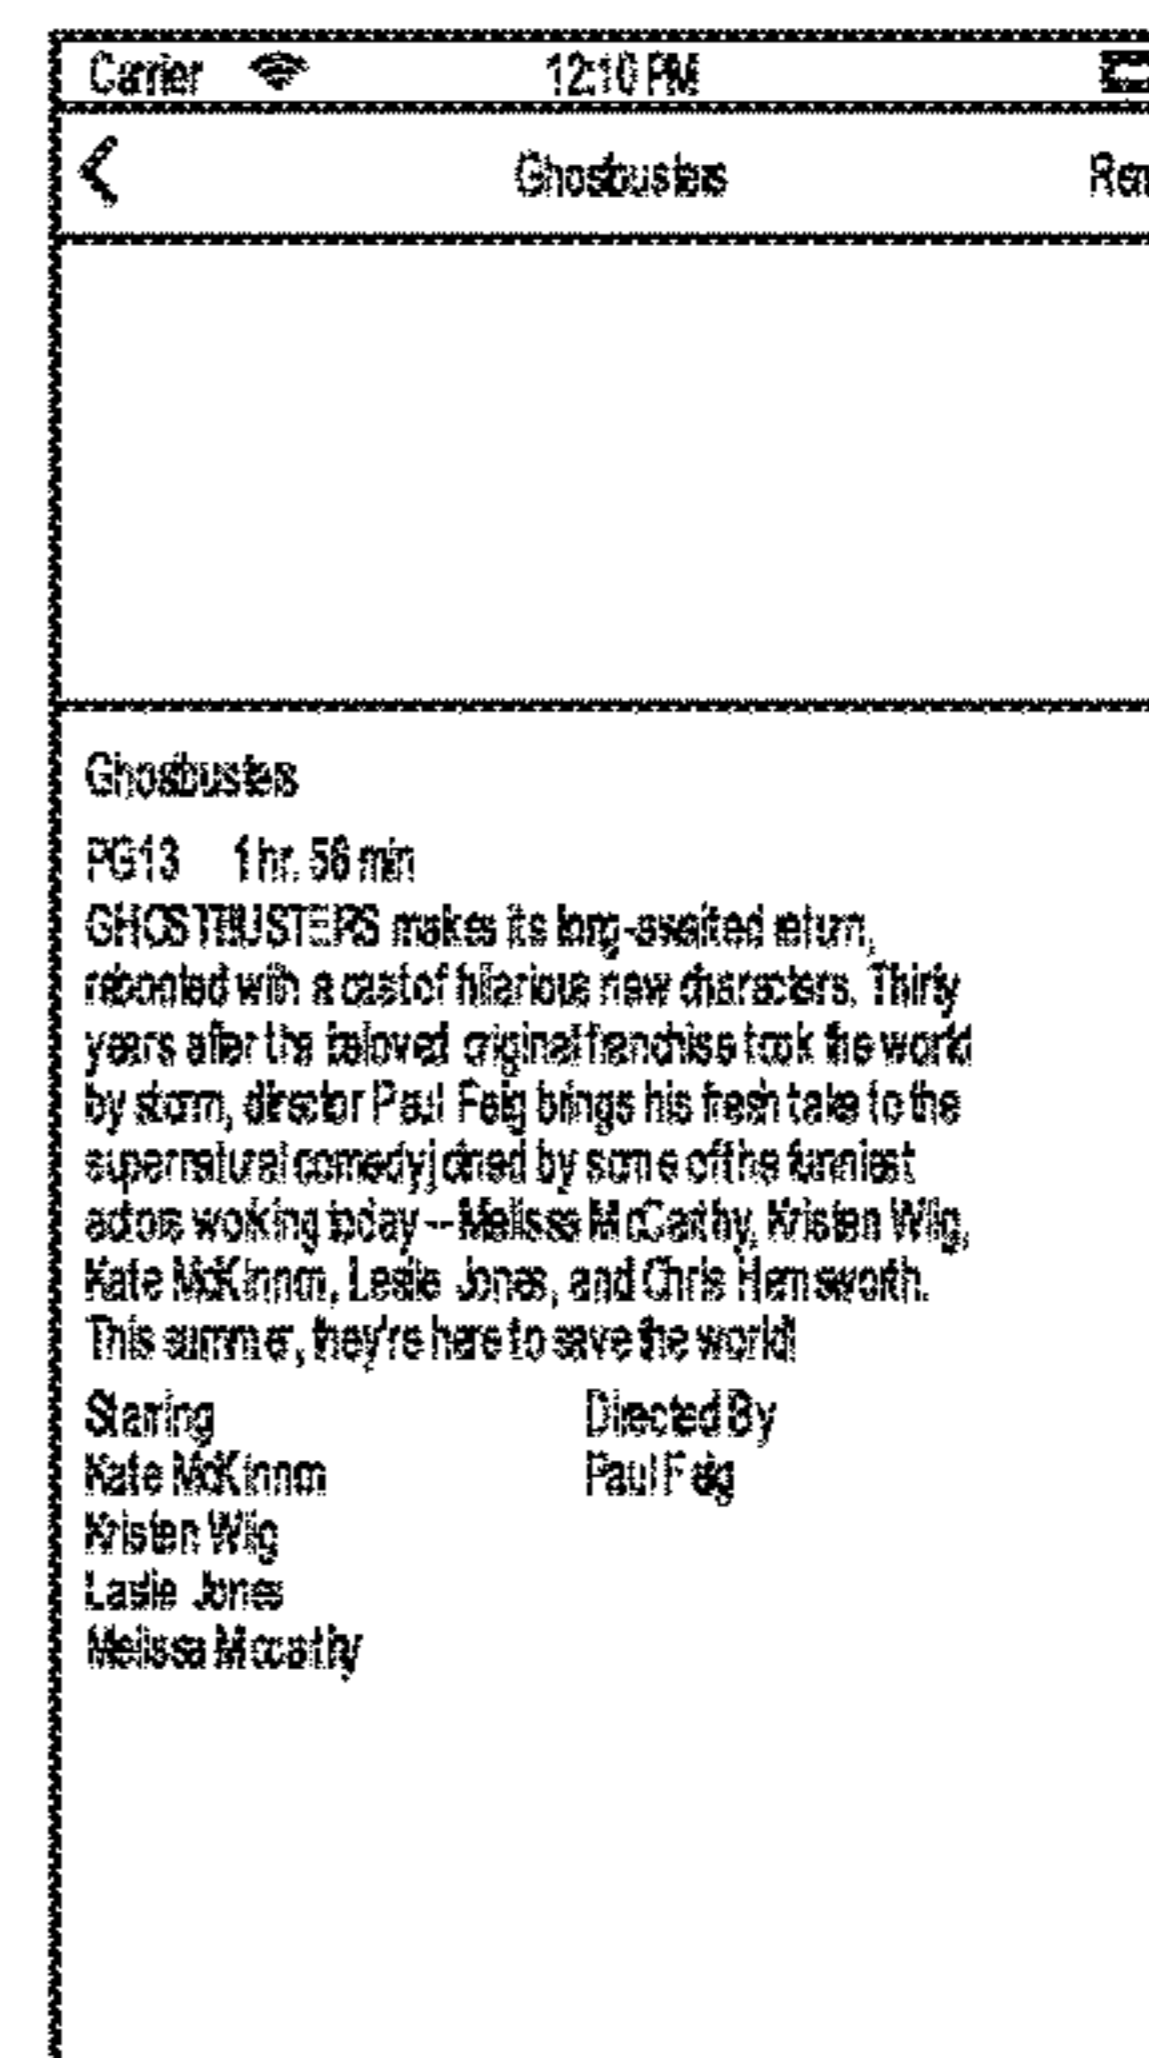 Carrier 12:10 PM
Ghostbusters
Ghostbusters
PG13 1 hr. 56 min
GHOSTBUSTERS makes its long-awaited return,
rebooted with a cast of hilarious new characters. Thirty
years after the beloved original franchise took the world
by storm, director Paul Feig brings his fresh take to the
supernatural comedy joined by some of the funniest
actors working today -- Melissa McCarthy, Kristen Wiig,
Kate McKinnon, Leslie Jones, and Chris Hemsworth.
This summer, they're here to save the world!
Starring Directed By
Kate McKinnon Paul Feig
Kristen Wiig
Leslie Jones
Melissa Mccathy